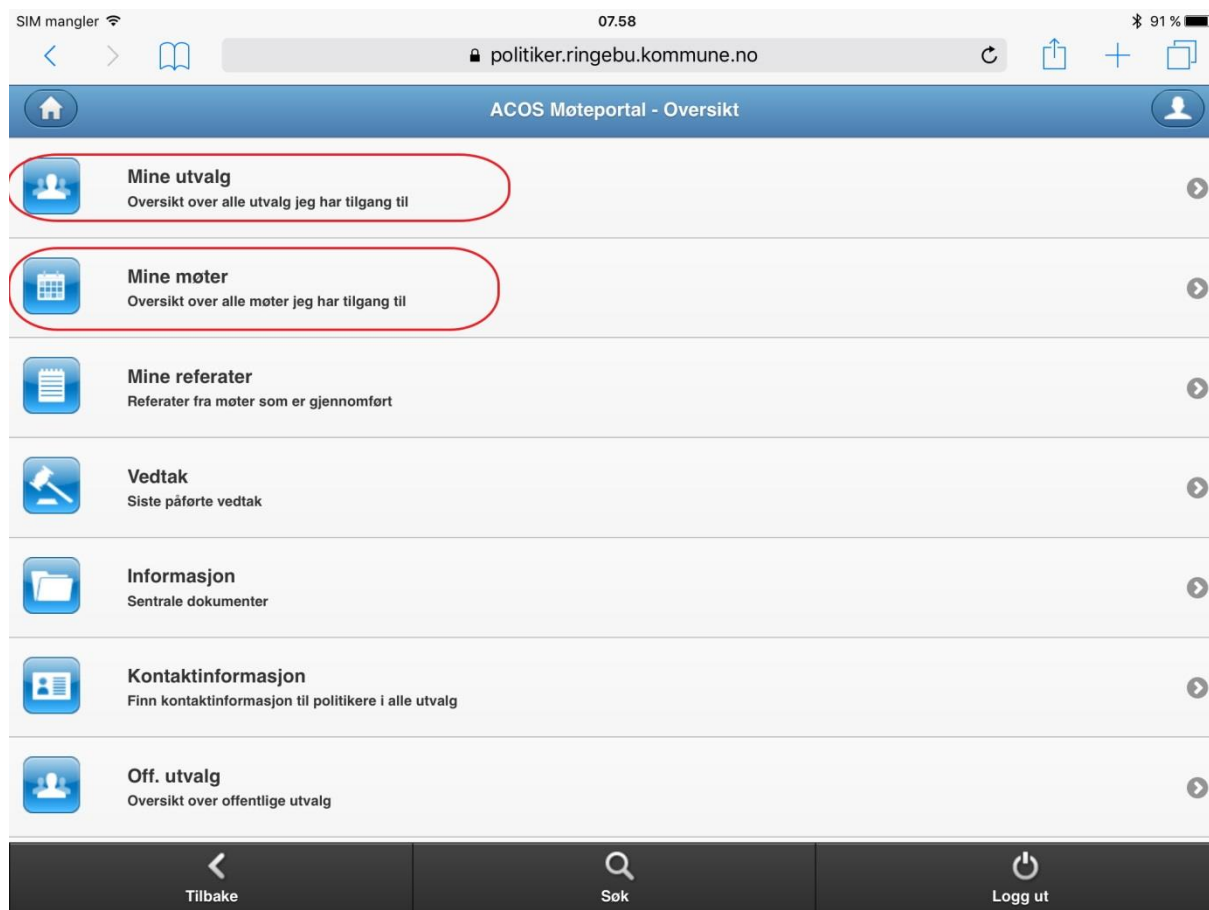 SIM mangler 07.58 91 %
politiker.ringebu.kommune.no
ACOS Møteportal - Oversikt
Mine utvalg
Oversikt over alle utvalg jeg har tilgang til
Mine møter
Oversikt over alle møter jeg har tilgang til
Mine referater
Referater fra møter som er gjennomført
Vedtak
Siste påførte vedtak
Informasjon
Sentrale dokumenter
Kontaktinformasjon
Finn kontaktinformasjon til politikere i alle utvalg
Off. utvalg
Oversikt over offentlige utvalg
Tilbake Søk Logg ut